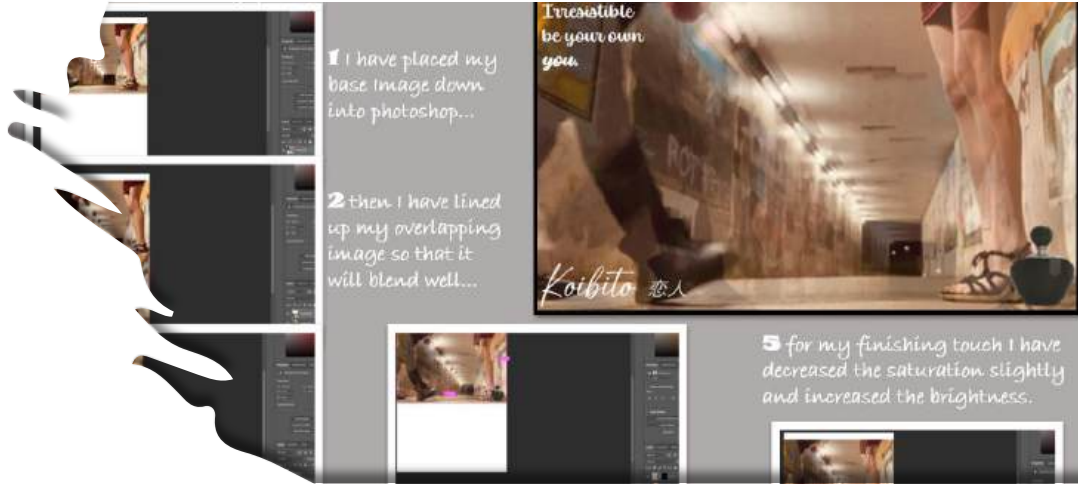 1 I have placed my
base Image down
into photoshop...
2 then I have lined
up my overlapping
image so that it
will blend well...
Irresistible
be your own
you.
ROTTE
Koibito 恋人
5 for my finishing touch I have
decreased the saturation slightly
and increased the brightness.